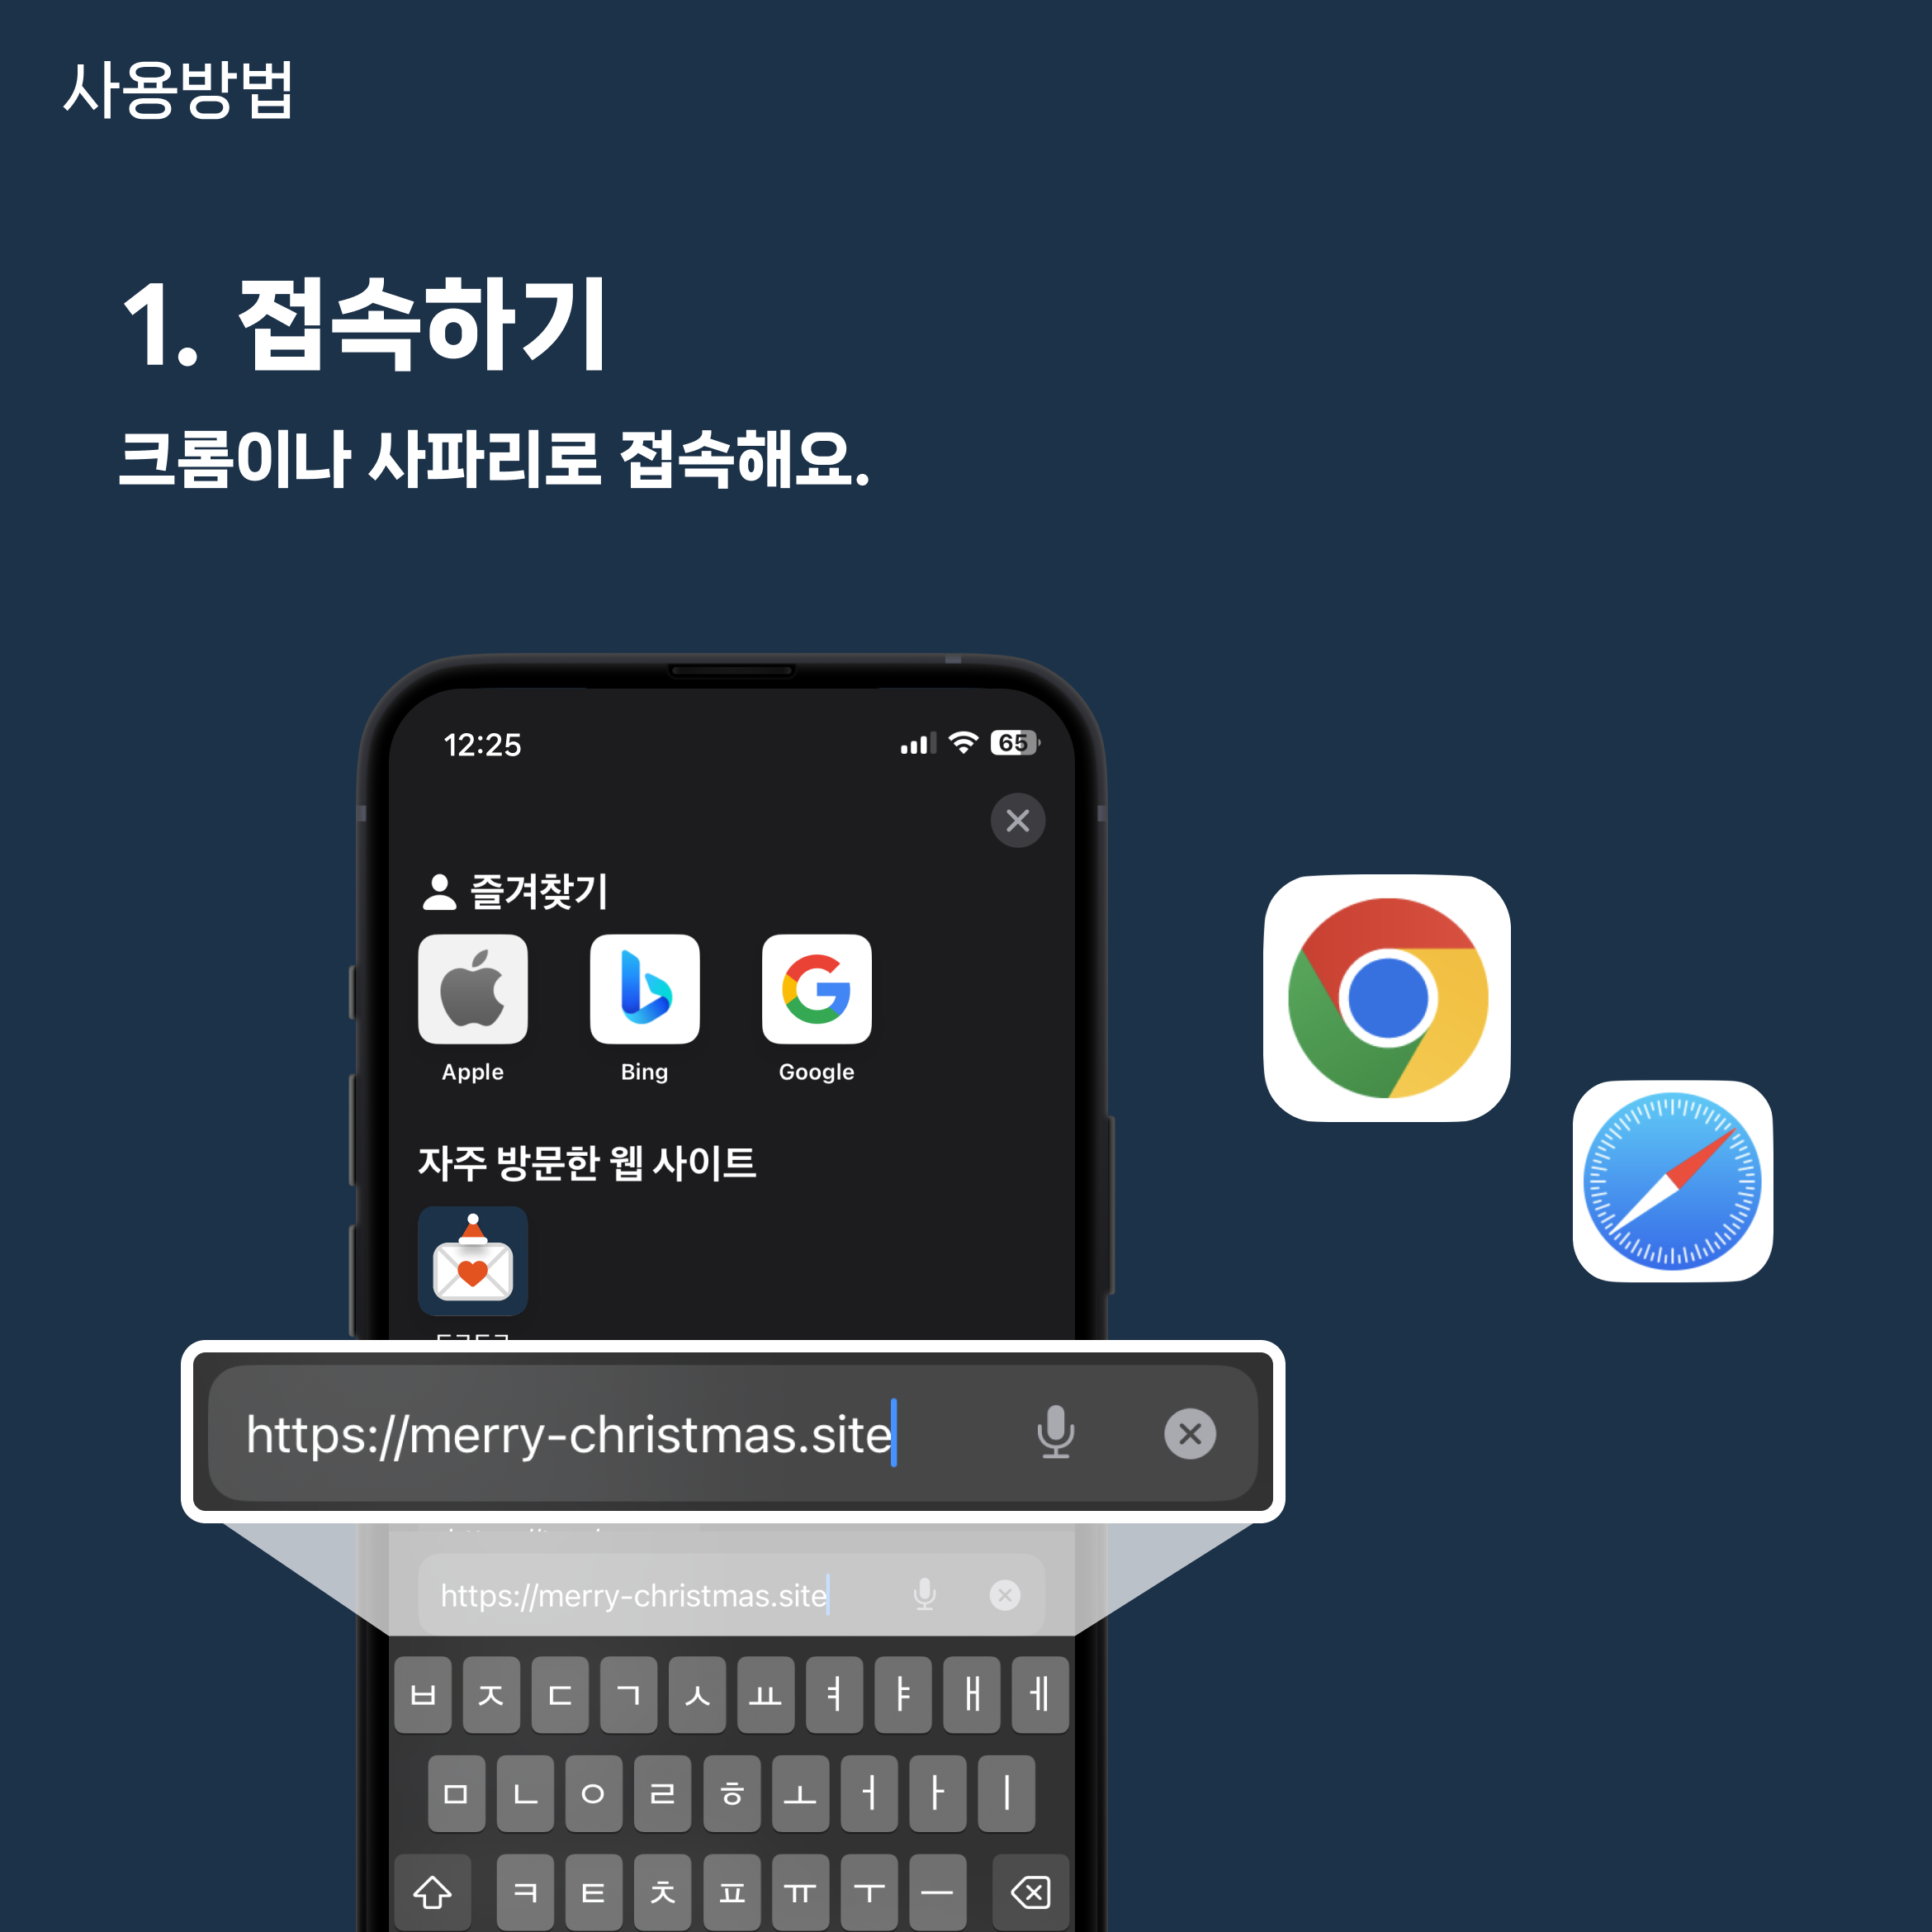 사용방법
1. 접속하기
크롬이나 사파리로 접속해요.
12:25
65
즐겨찾기
Apple Bing Google
자주 방문한 웹 사이트
https://merry-christmas.site
https://merry-christmas.site
ㅂ ㅈ ㄷ ㄱ ㅅ ㅛ ㅕ ㅑ ㅐ ㅔ
ㅁ ㄴ ㅇ ㄹ ㅎ ㅗ ㅓ ㅏ ㅣ
ㅋ ㅌ ㅊ ㅍ ㅠ ㅜ ㅡ